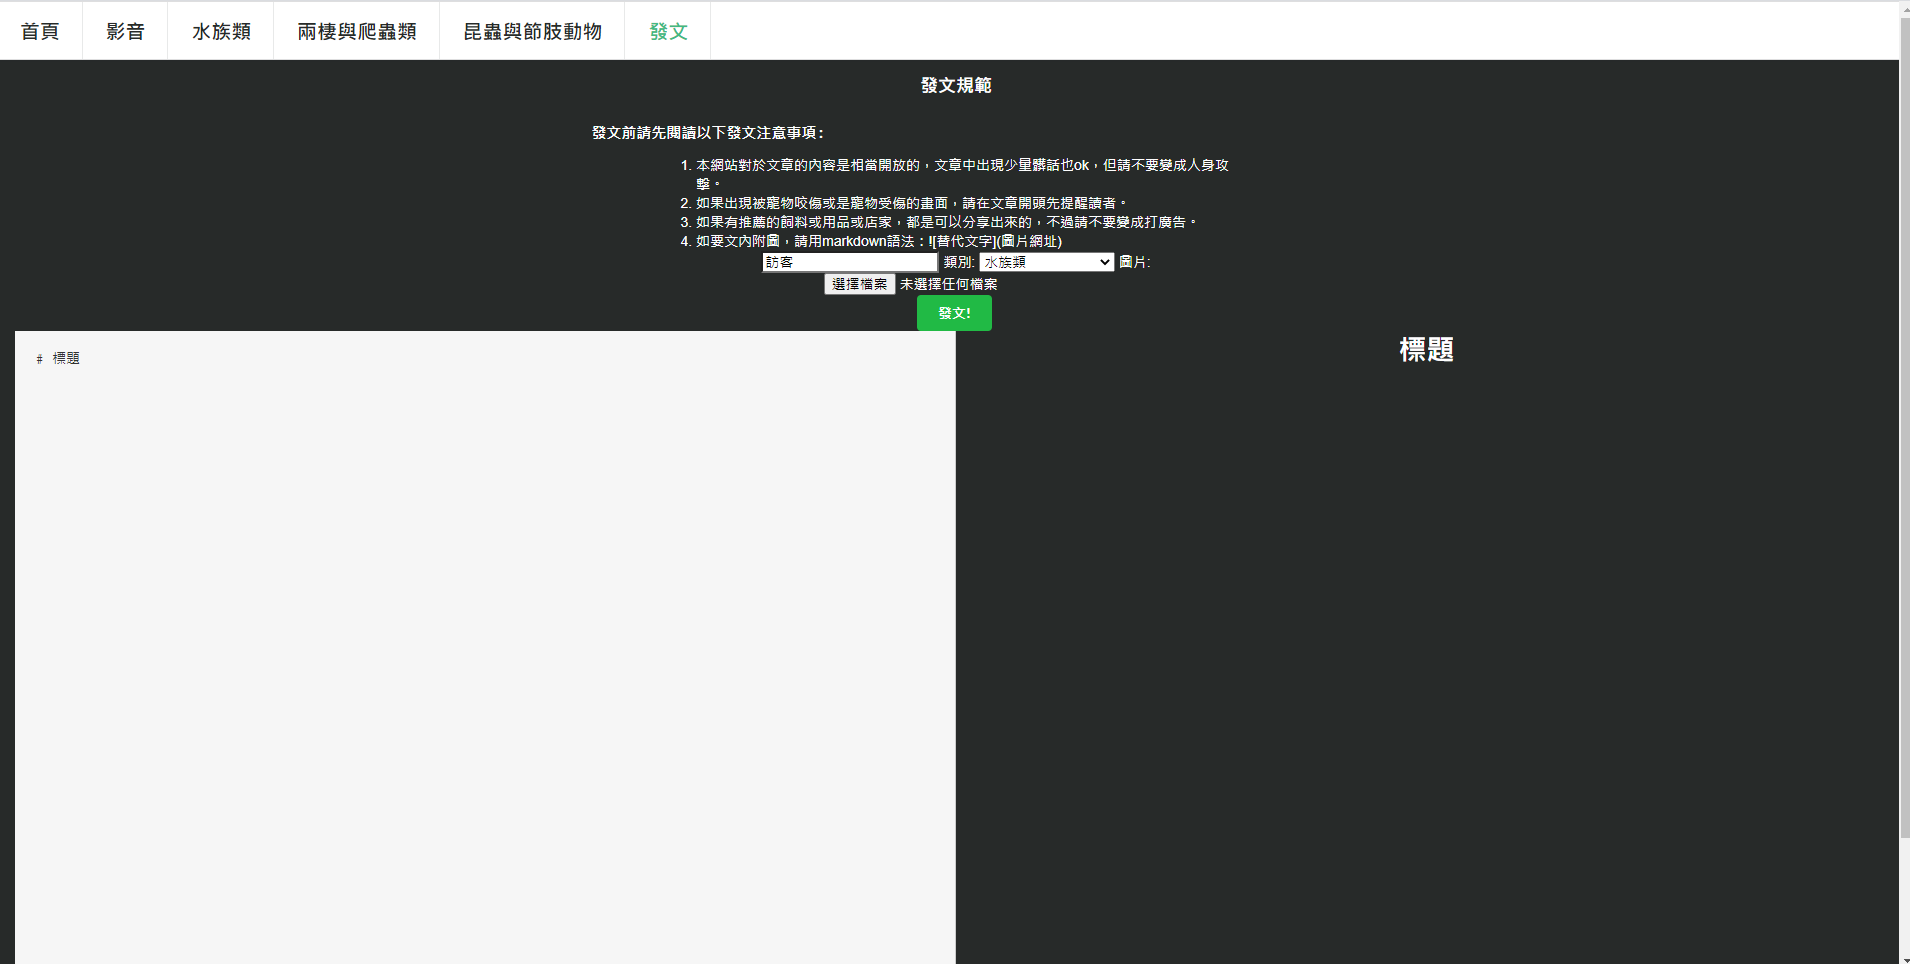 首頁 影音 水族類 兩棲與爬蟲類 昆蟲與節肢動物 發文
發文規範
發文前請先閱讀以下發文注意事項:
1. 本網站對於文章的內容是相當開放的，文章中出現少量髒話也ok，但請不要變成人身攻
擊。
2. 如果出現被寵物咬傷或是寵物受傷的畫面，請在文章開頭先提醒讀者。
3. 如果有推薦的飼料或用品或店家，都是可以分享出來的，不過請不要變成打廣告。
4. 如要文內附圖，請用markdown語法：![替代文字](圖片網址)
訪客 類別: 水族類 圖片:
選擇檔案 未選擇任何檔案
發文!
# 標題
標題